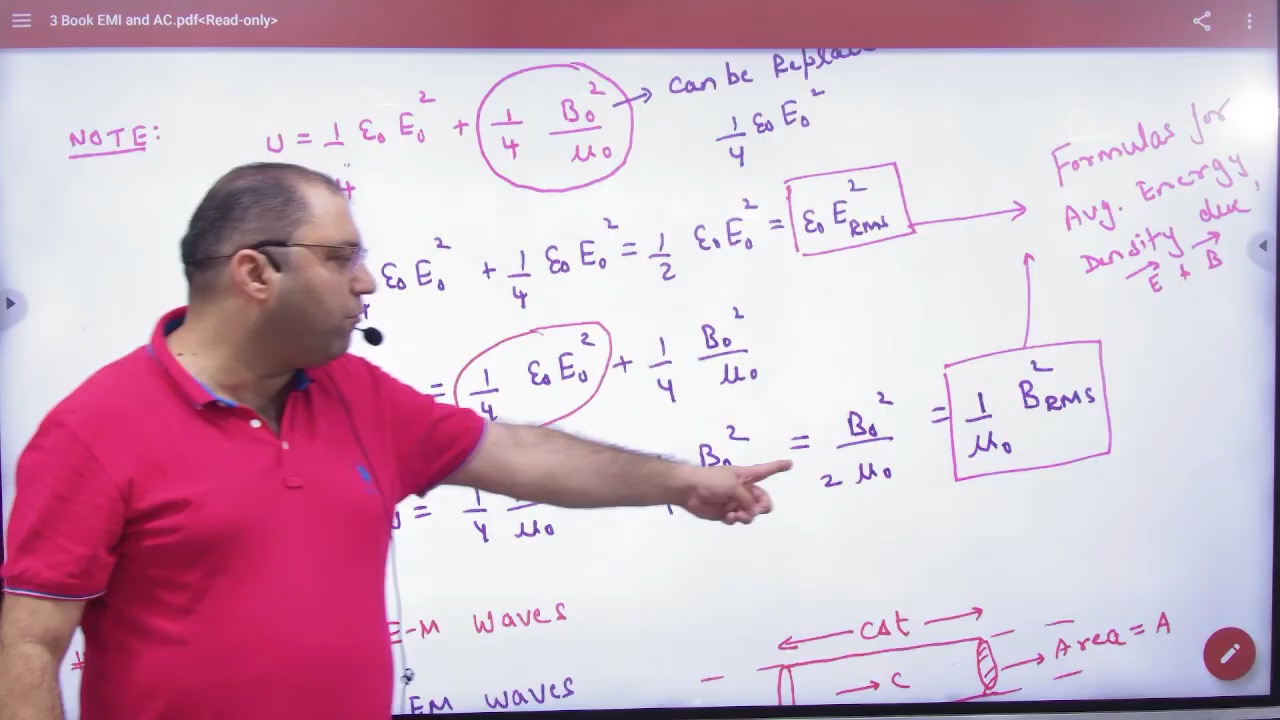 3 Book EMI and AC.pdf<Read-only>
Can be
NOTE: U = 1/4 ε₀ E₀² + 1/4 B₀²/μ₀ →
1/4 ε₀ E₀²
ε₀ E₀² + 1/4 ε₀ E₀² = 1/2 ε₀ E₀² = ε₀ E²RMS
Formulas for
Avg. Energy
Density due
E + B
= 1/4 ε₀ E₀² + 1/4 B₀²/μ₀
= 1/4 μ₀ B₀² = B₀²/2 μ₀ = 1/μ₀ B²RMS
E-M waves
EM waves
cδt
Area = A
→ C